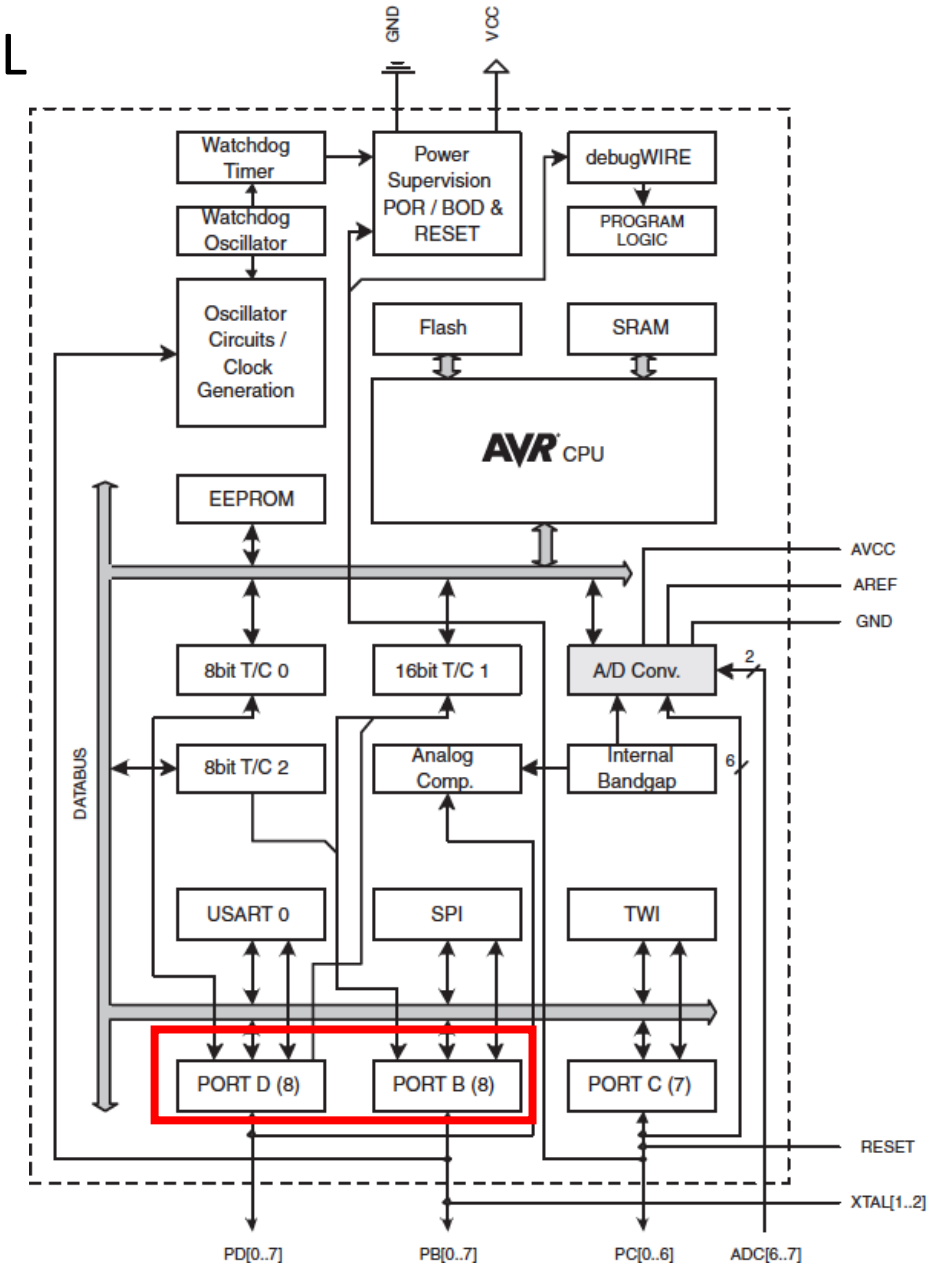 GND
VCC
L
Watchdog
Timer
Power
Supervision
POR / BOD &
RESET
debugWIRE
Watchdog
Oscillator
PROGRAM
LOGIC
Oscillator
Circuits /
Clock
Generation
Flash
SRAM
AVR® CPU
EEPROM
AVCC
AREF
GND
8bit T/C 0
16bit T/C 1
A/D Conv.
2
8bit T/C 2
Analog
Comp.
Internal
Bandgap
6
DATABUS
USART 0
SPI
TWI
PORT D (8)
PORT B (8)
PORT C (7)
RESET
XTAL[1..2]
PD[0..7]
PB[0..7]
PC[0..6]
ADC[6..7]